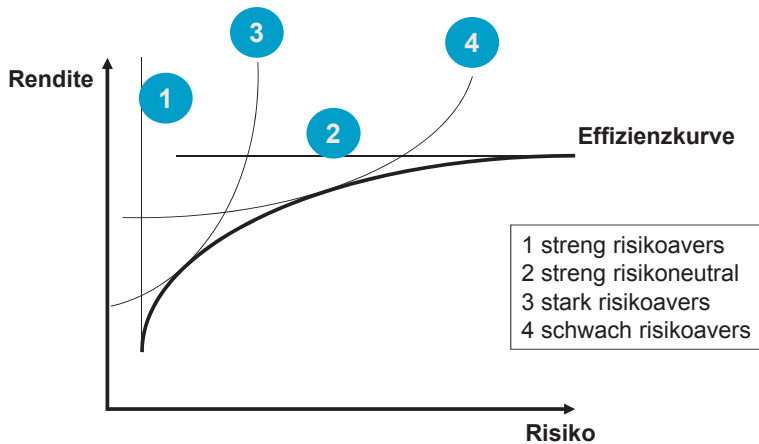 3
4
Rendite
1
2
Effizienzkurve
1 streng risikoavers
2 streng risikoneutral
3 stark risikoavers
4 schwach risikoavers
Risiko